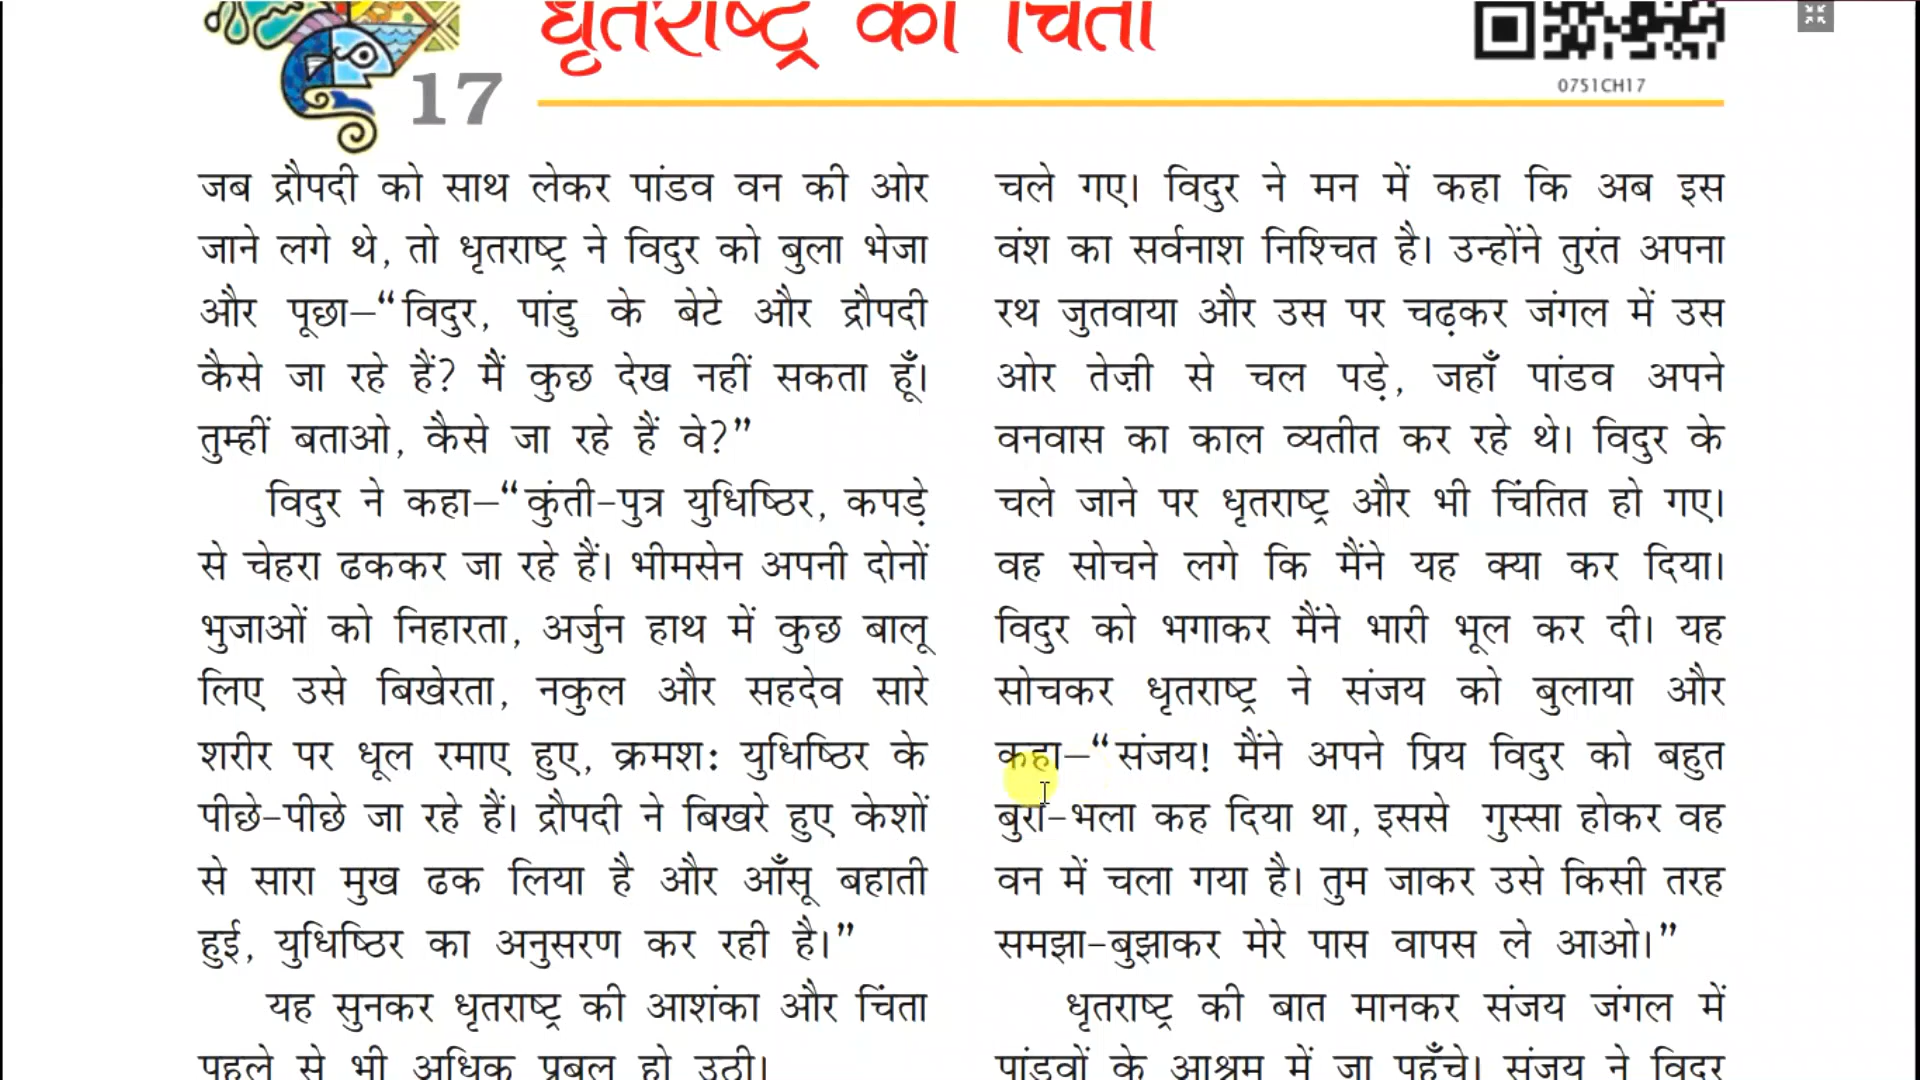 धृतराष्ट्र की चिंता
17
0751CH17
जब द्रौपदी को साथ लेकर पांडव वन की ओर
जाने लगे थे, तो धृतराष्ट्र ने विदुर को बुला भेजा
और पूछा–“विदुर, पांडु के बेटे और द्रौपदी
कैसे जा रहे हैं? मैं कुछ देख नहीं सकता हूँ।
तुम्हीं बताओ, कैसे जा रहे हैं वे?”
विदुर ने कहा–“कुंती-पुत्र युधिष्ठिर, कपड़े
से चेहरा ढककर जा रहे हैं। भीमसेन अपनी दोनों
भुजाओं को निहारता, अर्जुन हाथ में कुछ बालू
लिए उसे बिखेरता, नकुल और सहदेव सारे
शरीर पर धूल रमाए हुए, क्रमशः युधिष्ठिर के
पीछे-पीछे जा रहे हैं। द्रौपदी ने बिखरे हुए केशों
से सारा मुख ढक लिया है और आँसू बहाती
हुई, युधिष्ठिर का अनुसरण कर रही है।”
यह सुनकर धृतराष्ट्र की आशंका और चिंता
पहले से भी अधिक प्रबल हो उठी।
चले गए। विदुर ने मन में कहा कि अब इस
वंश का सर्वनाश निश्चित है। उन्होंने तुरंत अपना
रथ जुतवाया और उस पर चढ़कर जंगल में उस
ओर तेज़ी से चल पड़े, जहाँ पांडव अपने
वनवास का काल व्यतीत कर रहे थे। विदुर के
चले जाने पर धृतराष्ट्र और भी चिंतित हो गए।
वह सोचने लगे कि मैंने यह क्या कर दिया।
विदुर को भगाकर मैंने भारी भूल कर दी। यह
सोचकर धृतराष्ट्र ने संजय को बुलाया और
कहा–“संजय! मैंने अपने प्रिय विदुर को बहुत
बुरा-भला कह दिया था, इससे गुस्सा होकर वह
वन में चला गया है। तुम जाकर उसे किसी तरह
समझा-बुझाकर मेरे पास वापस ले आओ।”
धृतराष्ट्र की बात मानकर संजय जंगल में
पांडवों के आश्रम में जा पहुँचे। संजय ने विदुर